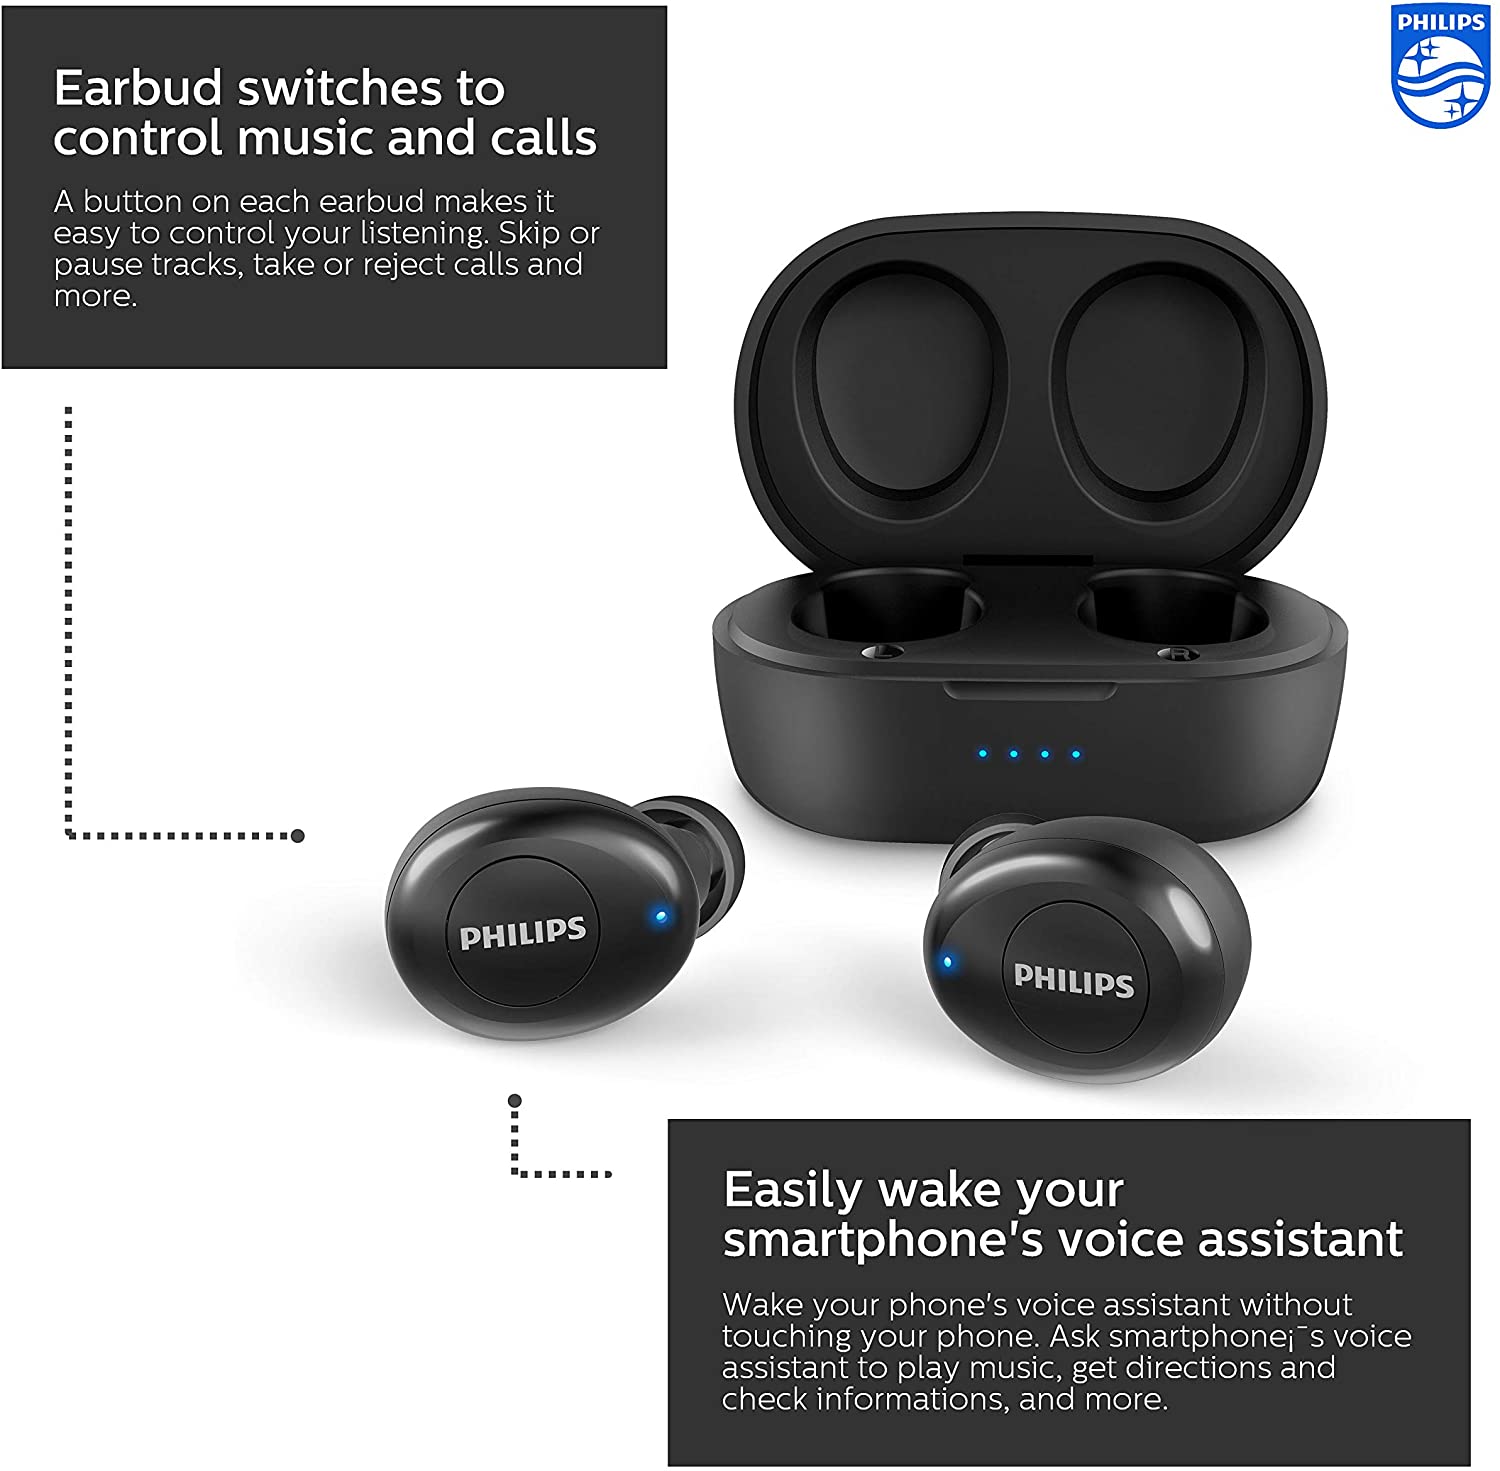 Earbud switches to
control music and calls
A button on each earbud makes it
easy to control your listening. Skip or
pause tracks, take or reject calls and
more.
PHILIPS
L
R
PHILIPS
PHILIPS
Easily wake your
smartphone's voice assistant
Wake your phone's voice assistant without
touching your phone. Ask smartphone¡¯s voice
assistant to play music, get directions and
check informations, and more.